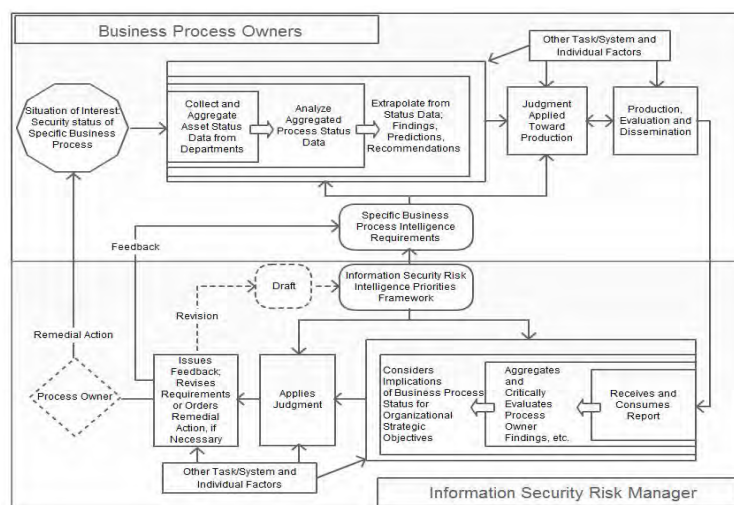 Business Process Owners
Other Task/System and
Individual Factors
Situation of Interest:
Security status of
Specific Business
Process
Collect and
Aggregate
Asset Status
Data from
Departments
Analyze
Aggregated
Process Status
Data
Extrapolate from
Status Data;
Findings,
Predictions,
Recommendations
Judgment
Applied
Toward
Production
Production,
Evaluation and
Dissemination
Specific Business
Process Intelligence
Requirements
Feedback
Draft
Information Security Risk
Intelligence Priorities
Framework
Revision
Remedial Action
Process Owner
Issues
Feedback;
Revises
Requirements
or Orders
Remedial
Action, if
Necessary
Applies
Judgment
Considers
Implications
of Business Process
Status for
Organizational
Strategic
Objectives
Aggregates
and
Critically
Evaluates
Process
Owner
Findings, etc.
Receives and
Consumes
Report
Other Task/System and
Individual Factors
Information Security Risk Manager